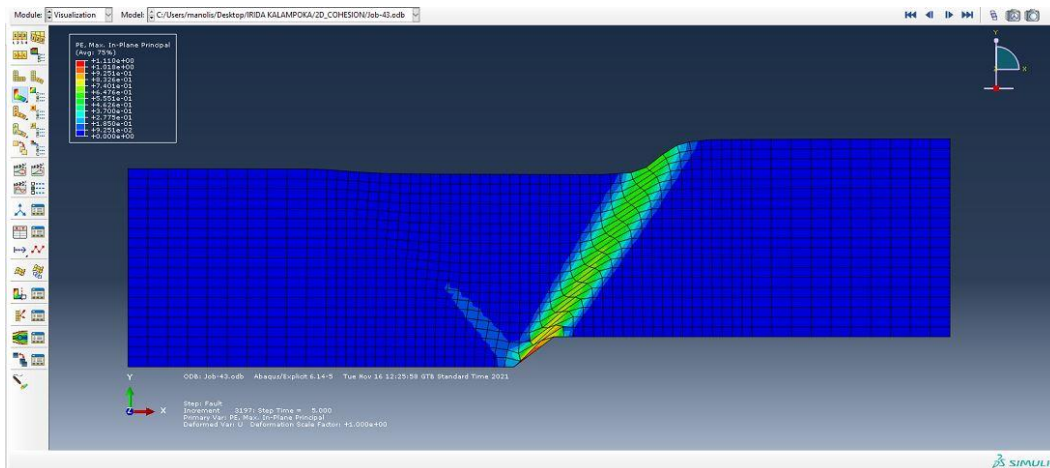 Module: Visualization Model: C:/Users/manolis/Desktop/IRIDA KALAMPOKA/2D_COHESION/Job-43.odb
PE, Max. In-Plane Principal
(Avg: 75%)
+1.110e+00
+1.018e+00
+9.251e-01
+8.326e-01
+7.401e-01
+6.476e-01
+5.551e-01
+4.626e-01
+3.700e-01
+2.775e-01
+1.850e-01
+9.251e-02
+0.000e+00
Y
X
Y
X
ODB: Job-43.odb Abaqus/Explicit 6.14-5 Tue Nov 16 12:25:58 GTB Standard Time 2021
Step: Fault
Increment 3197: Step Time = 5.000
Primary Var: PE, Max. In-Plane Principal
Deformed Var: U Deformation Scale Factor: +1.000e+00
SIMULI